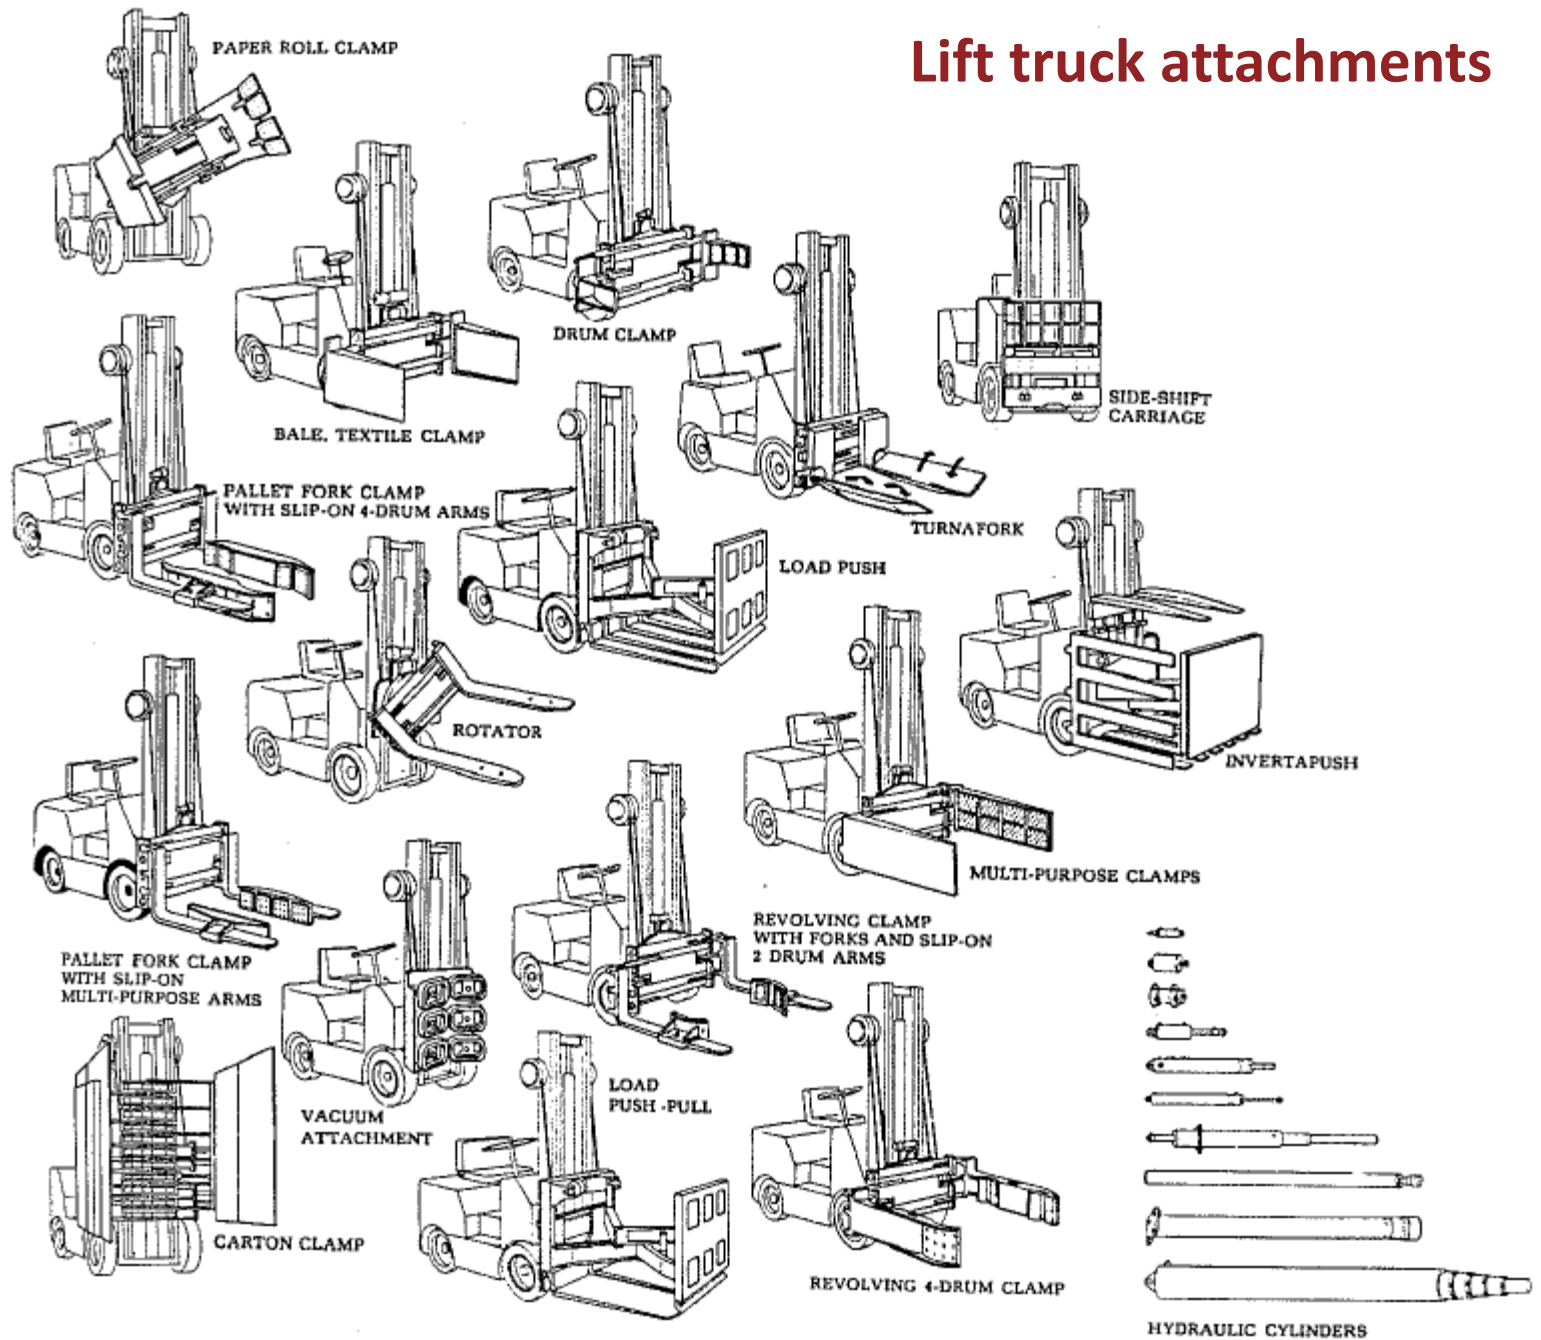 Lift truck attachments
PAPER ROLL CLAMP
DRUM CLAMP
SIDE-SHIFT
CARRIAGE
BALE, TEXTILE CLAMP
PALLET FORK CLAMP
WITH SLIP-ON 4-DRUM ARMS
TURNAFORK
LOAD PUSH
ROTATOR
INVERTAPUSH
MULTI-PURPOSE CLAMPS
PALLET FORK CLAMP
WITH SLIP-ON
MULTI-PURPOSE ARMS
REVOLVING CLAMP
WITH FORKS AND SLIP-ON
2 DRUM ARMS
VACUUM
ATTACHMENT
LOAD
PUSH-PULL
CARTON CLAMP
REVOLVING 4-DRUM CLAMP
HYDRAULIC CYLINDERS